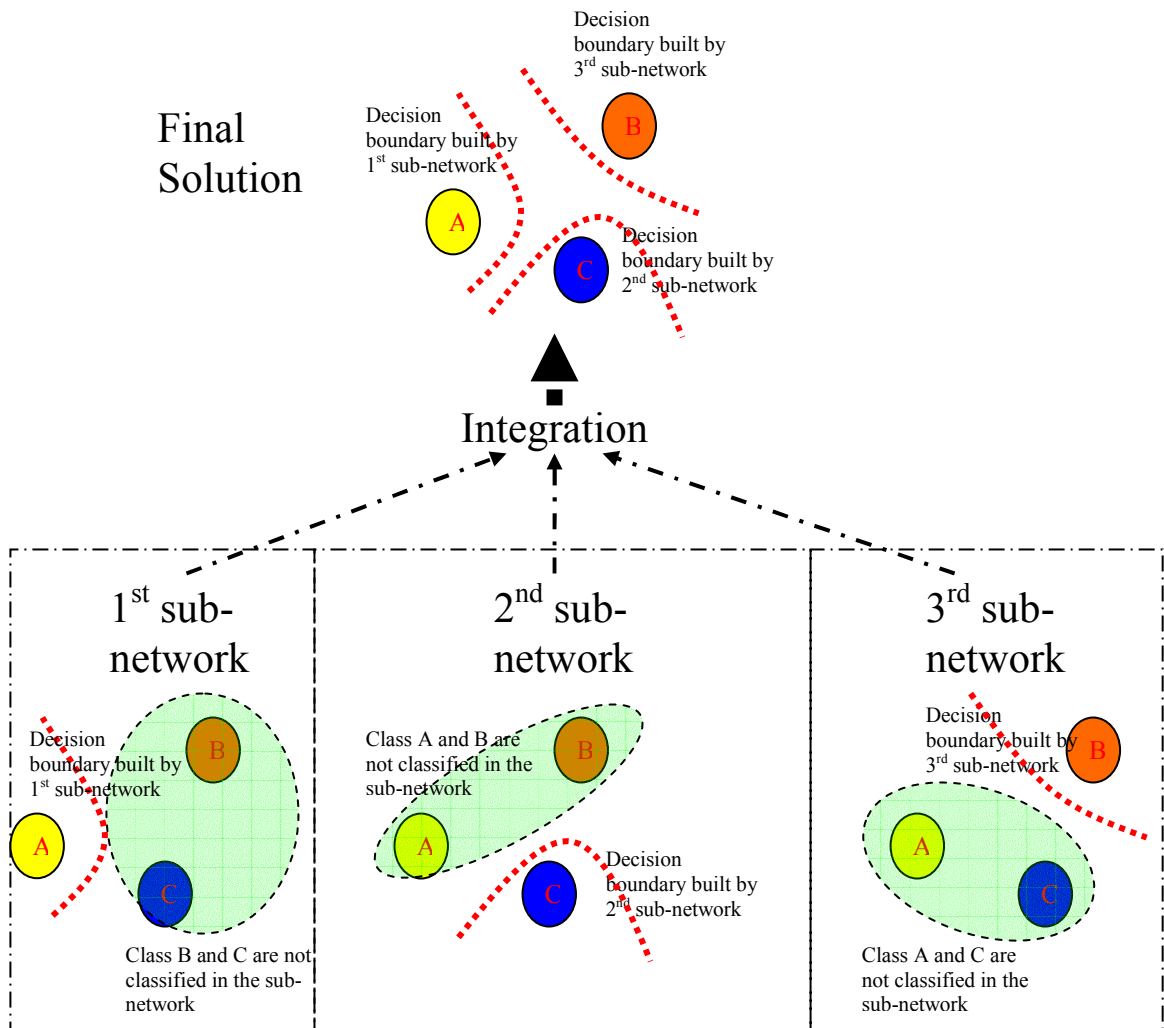 Decision
boundary built by
3rd sub-network
Final
Solution
Decision
boundary built by
1st sub-network
B
A
C
Decision
boundary built by
2nd sub-network
Integration
1st sub-
network
Decision
boundary built by
1st sub-network
B
A
C
Class B and C are not
classified in the sub-
network
2nd sub-
network
Class A and B are
not classified in the
sub-network
B
A
C
Decision
boundary built by
2nd sub-network
3rd sub-
network
Decision
boundary built by
3rd sub-network
B
A
C
Class A and C are
not classified in the
sub-network